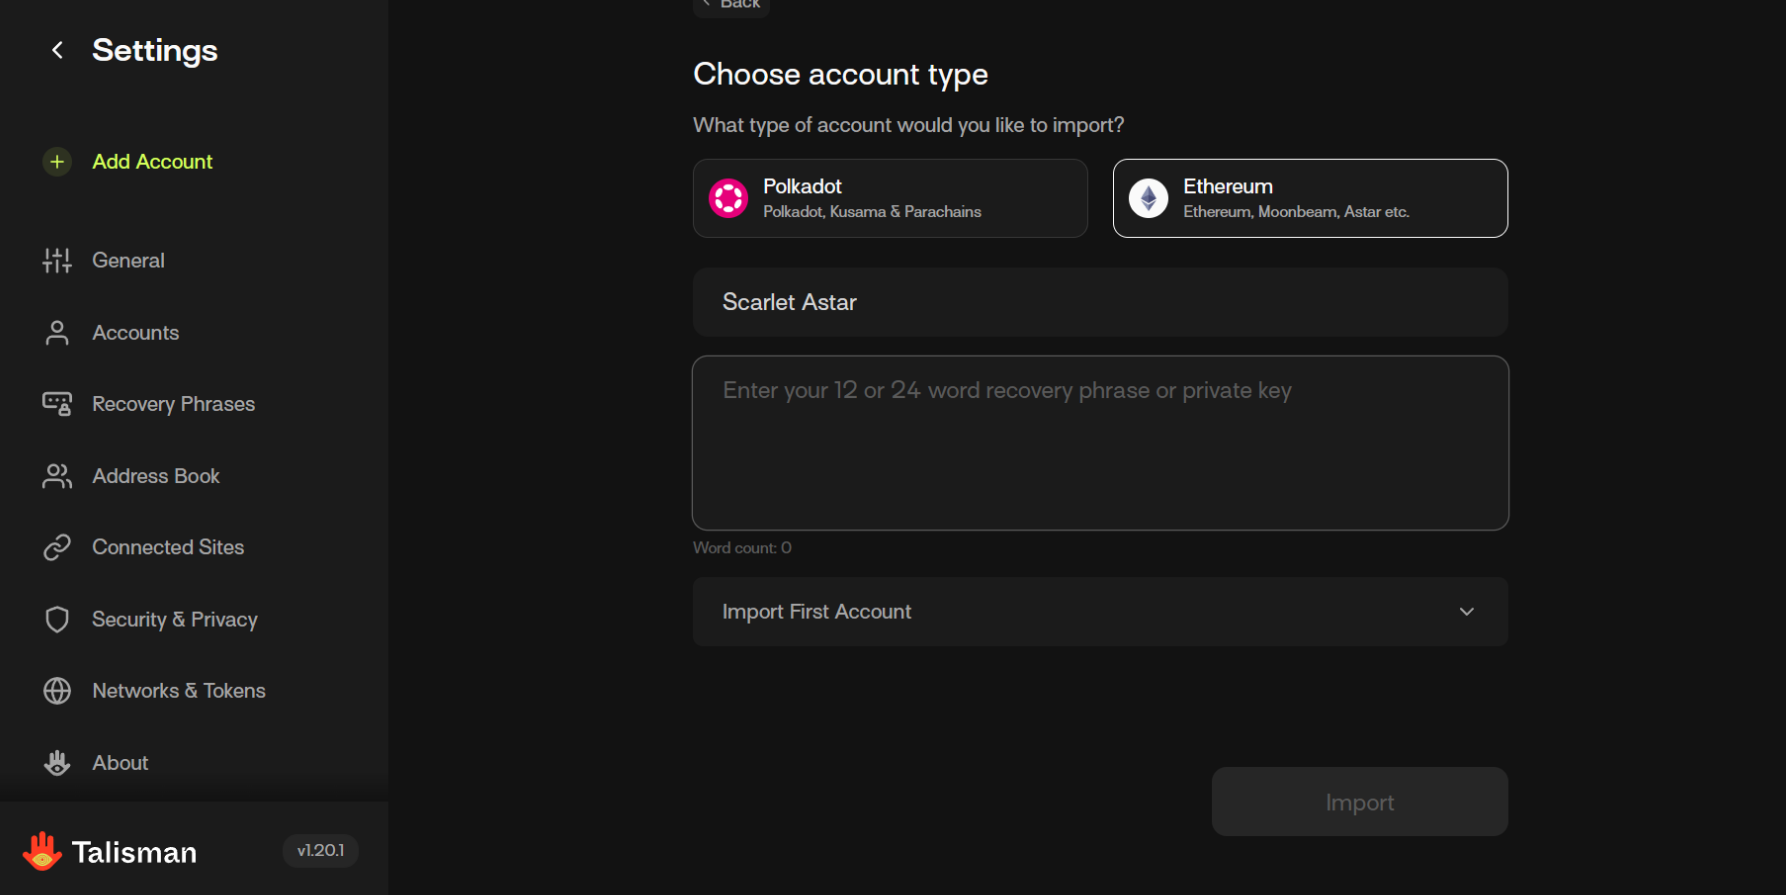 Settings
Add Account
General
Accounts
Recovery Phrases
Address Book
Connected Sites
Security & Privacy
Networks & Tokens
About
Talisman
v1.20.1
Back
Choose account type
What type of account would you like to import?
Polkadot
Polkadot, Kusama & Parachains
Ethereum
Ethereum, Moonbeam, Astar etc.
Scarlet Astar
Enter your 12 or 24 word recovery phrase or private key
Word count: 0
Import First Account
Import